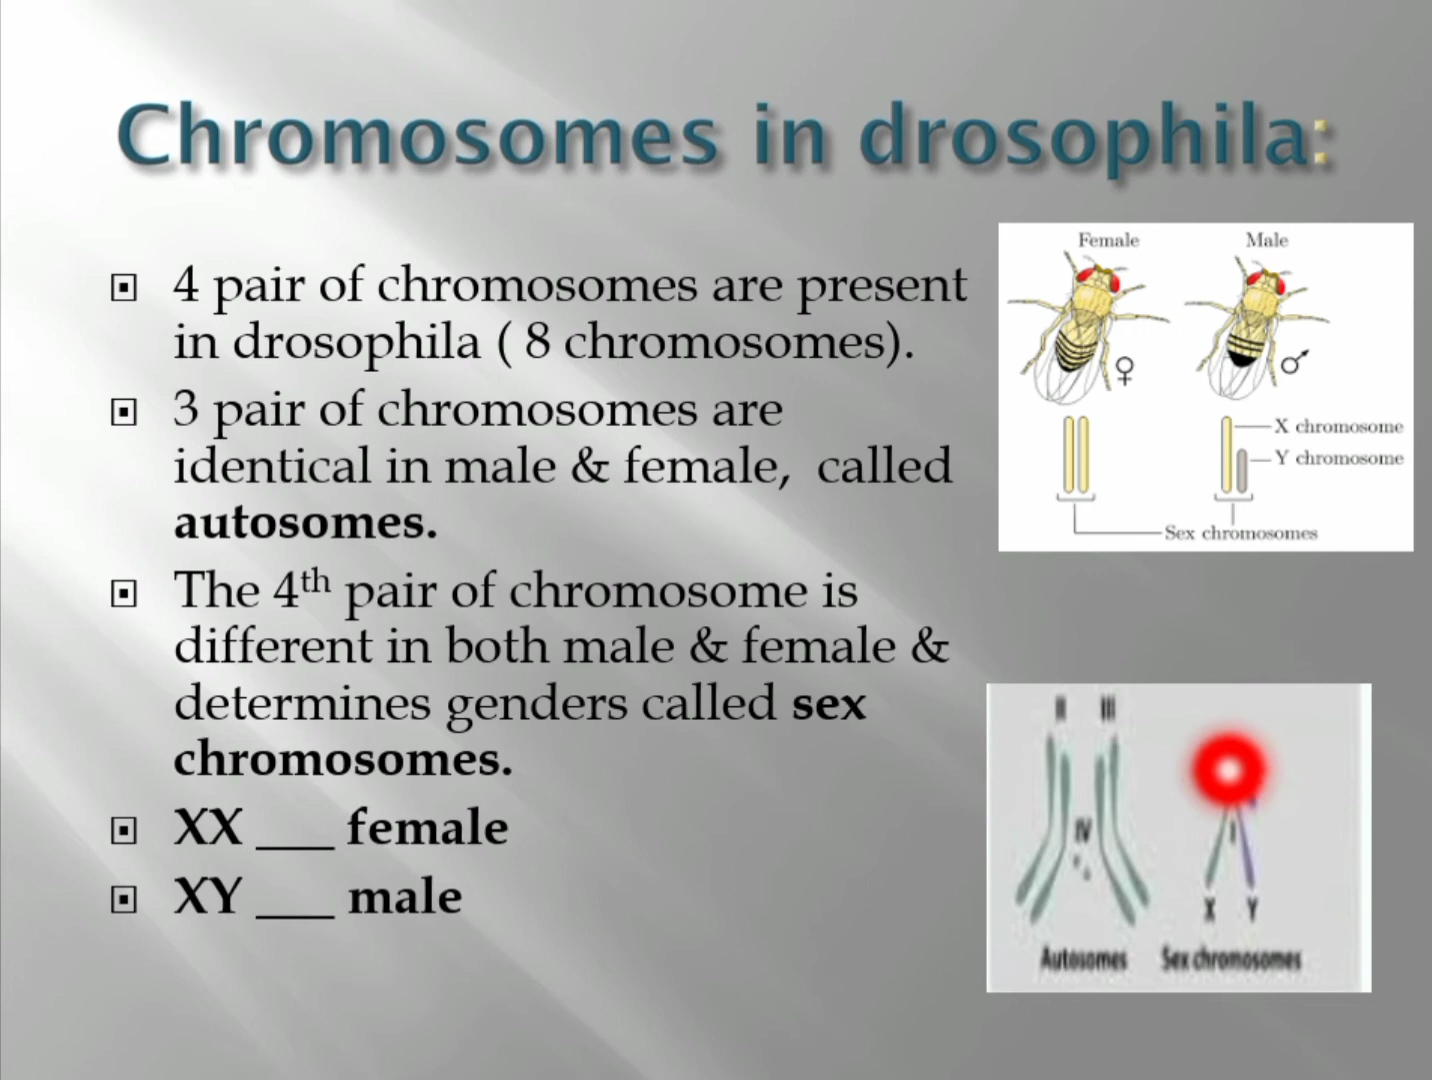 Chromosomes in drosophila:
4 pair of chromosomes are present
in drosophila ( 8 chromosomes).
3 pair of chromosomes are
identical in male & female, called
autosomes.
The 4th pair of chromosome is
different in both male & female &
determines genders called sex
chromosomes.
XX ___ female
XY ___ male
Female Male
♀ ♂
X chromosome
Y chromosome
Sex chromosomes
II III
IV I
X Y
Autosomes Sex chromosomes